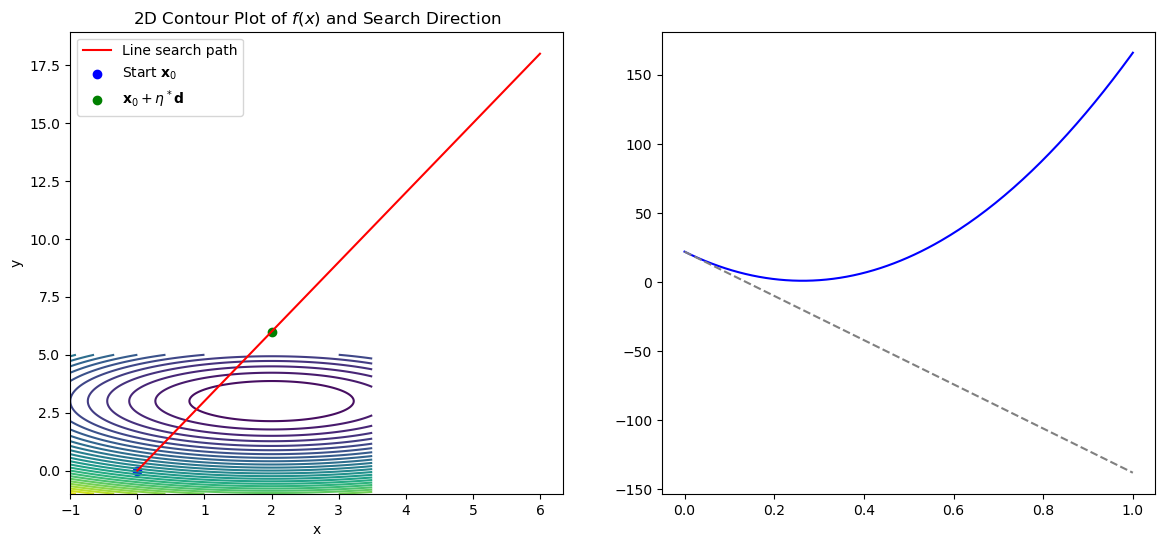 2D Contour Plot of f(x) and Search Direction
Line search path
Start x₀
x₀ + η*d
17.5
15.0
12.5
10.0
7.5
5.0
2.5
0.0
y
−1 0 1 2 3 4 5 6
x
150
100
50
0
−50
−100
−150
0.0 0.2 0.4 0.6 0.8 1.0